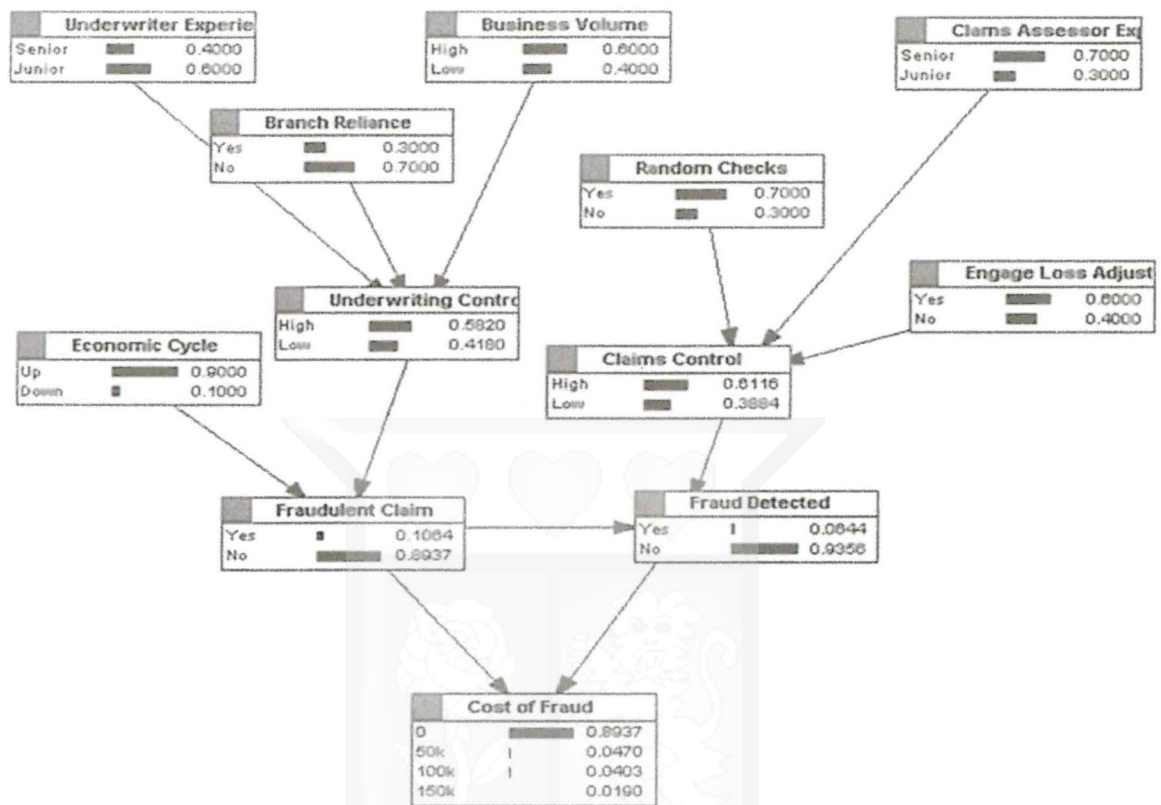 Underwriter Experie
Senior 0.4000
Junior 0.6000
Business Volume
High 0.6000
Low 0.4000
Clams Assessor Exp
Senior 0.7000
Junior 0.3000
Branch Reliance
Yes 0.3000
No 0.7000
Random Checks
Yes 0.7000
No 0.3000
Engage Loss Adjust
Yes 0.6000
No 0.4000
Underwriting Contro
High 0.5820
Low 0.4180
Economic Cycle
Up 0.9000
Down 0.1000
Claims Control
High 0.6116
Low 0.3884
Fraudulent Claim
Yes 0.1064
No 0.8937
Fraud Detected
Yes 0.0644
No 0.9356
Cost of Fraud
0 0.8937
50k 0.0470
100k 0.0403
150k 0.0190